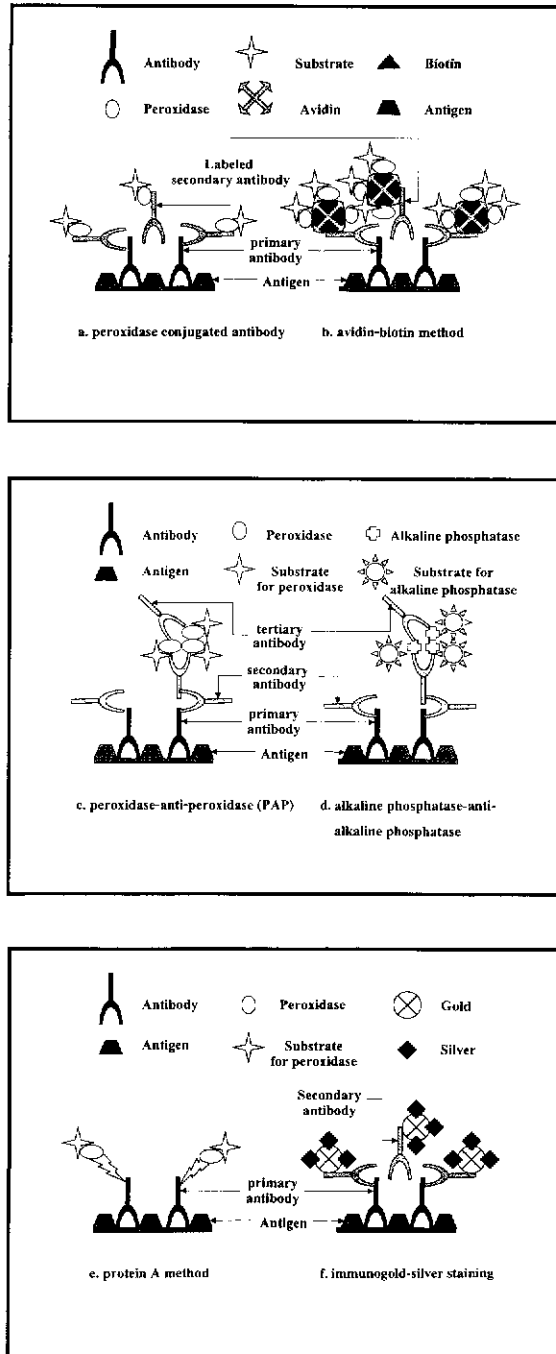 Antibody Substrate Biotin
Peroxidase Avidin Antigen
Labeled
secondary antibody
primary
antibody
Antigen
a. peroxidase conjugated antibody b. avidin-biotin method
Antibody Peroxidase Alkaline phosphatase
Antigen Substrate Substrate for
for peroxidase alkaline phosphatase
tertiary
antibody
secondary
antibody
primary
antibody
Antigen
c. peroxidase-anti-peroxidase (PAP) d. alkaline phosphatase-anti-
alkaline phosphatase
Antibody Peroxidase Gold
Antigen Substrate Silver
for peroxidase
Secondary
antibody
primary
antibody
Antigen
e. protein A method f. immunogold-silver staining